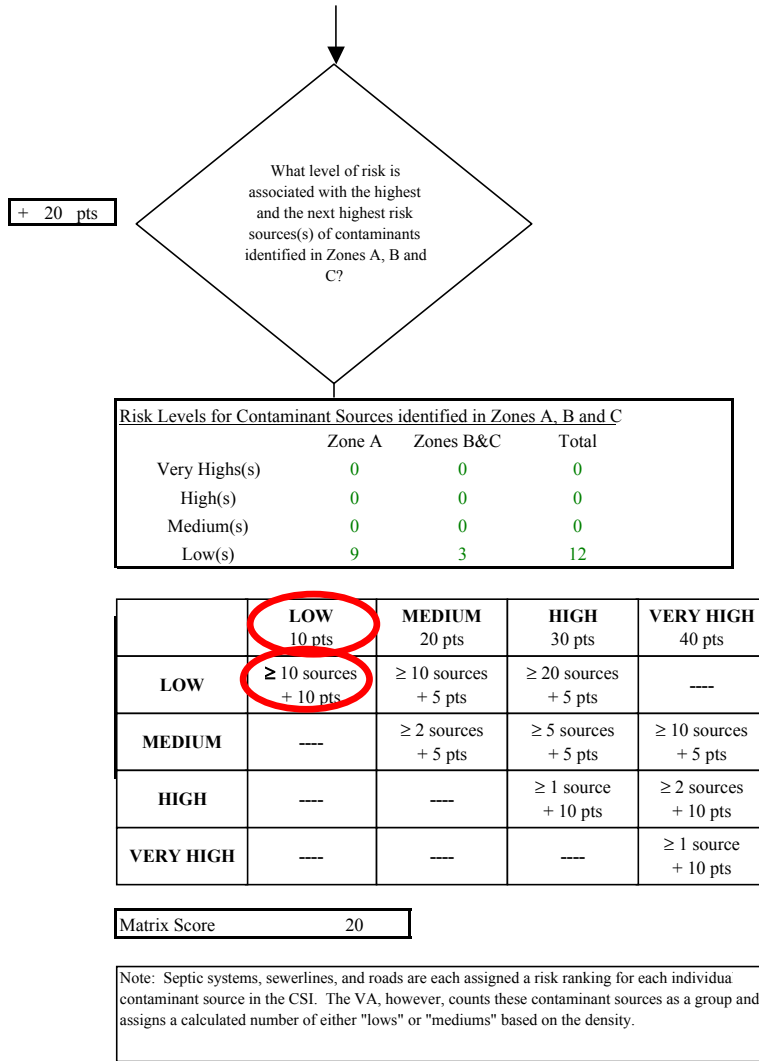 What level of risk is
associated with the highest
and the next highest risk
sources(s) of contaminants
identified in Zones A, B and
C?
+ 20 pts
Risk Levels for Contaminant Sources identified in Zones A, B and C
Zone A Zones B&C Total
Very Highs(s) 0 0 0
High(s) 0 0 0
Medium(s) 0 0 0
Low(s) 9 3 12
LOW MEDIUM HIGH VERY HIGH
10 pts 20 pts 30 pts 40 pts
LOW ≥ 10 sources ≥ 10 sources ≥ 20 sources ----
+ 10 pts + 5 pts + 5 pts
MEDIUM ---- ≥ 2 sources ≥ 5 sources ≥ 10 sources
+ 5 pts + 5 pts + 5 pts
HIGH ---- ---- ≥ 1 source ≥ 2 sources
+ 10 pts + 10 pts
VERY HIGH ---- ---- ---- ≥ 1 source
+ 10 pts
Matrix Score 20
Note: Septic systems, sewerlines, and roads are each assigned a risk ranking for each individua
contaminant source in the CSI. The VA, however, counts these contaminant sources as a group and
assigns a calculated number of either "lows" or "mediums" based on the density.